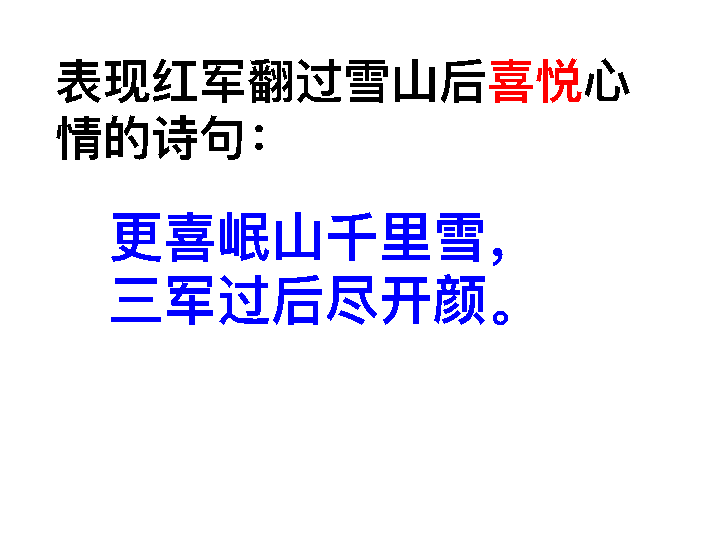 表现红军翻过雪山后喜悦心
情的诗句：
更喜岷山千里雪，
三军过后尽开颜。